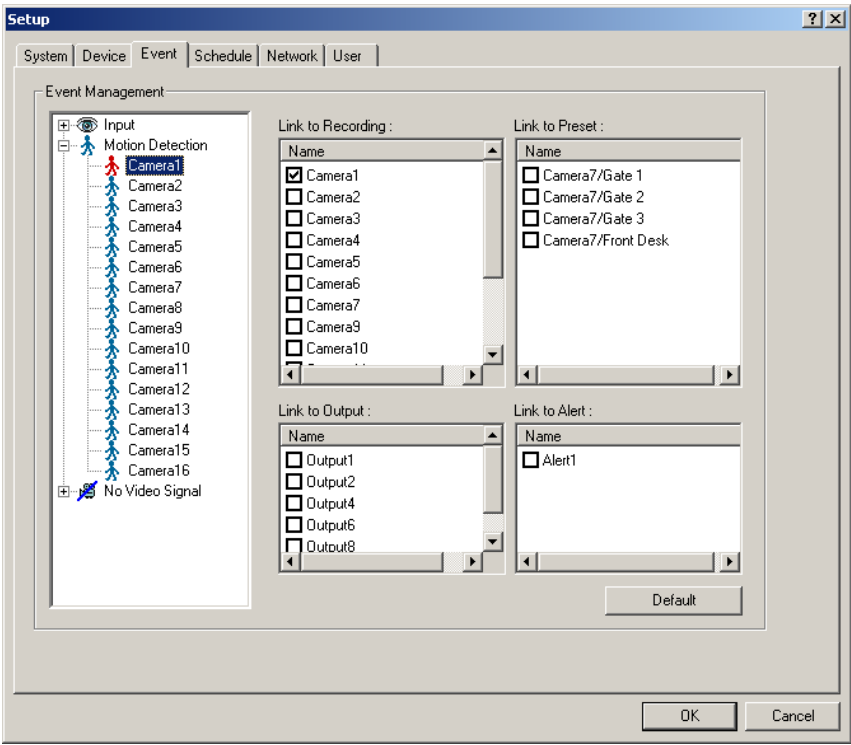 Setup
System Device Event Schedule Network User
Event Management
Input
Motion Detection
Camera1
Camera2
Camera3
Camera4
Camera5
Camera6
Camera7
Camera8
Camera9
Camera10
Camera11
Camera12
Camera13
Camera14
Camera15
Camera16
No Video Signal
Link to Recording :
Name
Camera1
Camera2
Camera3
Camera4
Camera5
Camera6
Camera7
Camera9
Camera10
Link to Preset :
Name
Camera7/Gate 1
Camera7/Gate 2
Camera7/Gate 3
Camera7/Front Desk
Link to Output :
Name
Output1
Output2
Output4
Output6
Output8
Link to Alert :
Name
Alert1
Default
OK Cancel